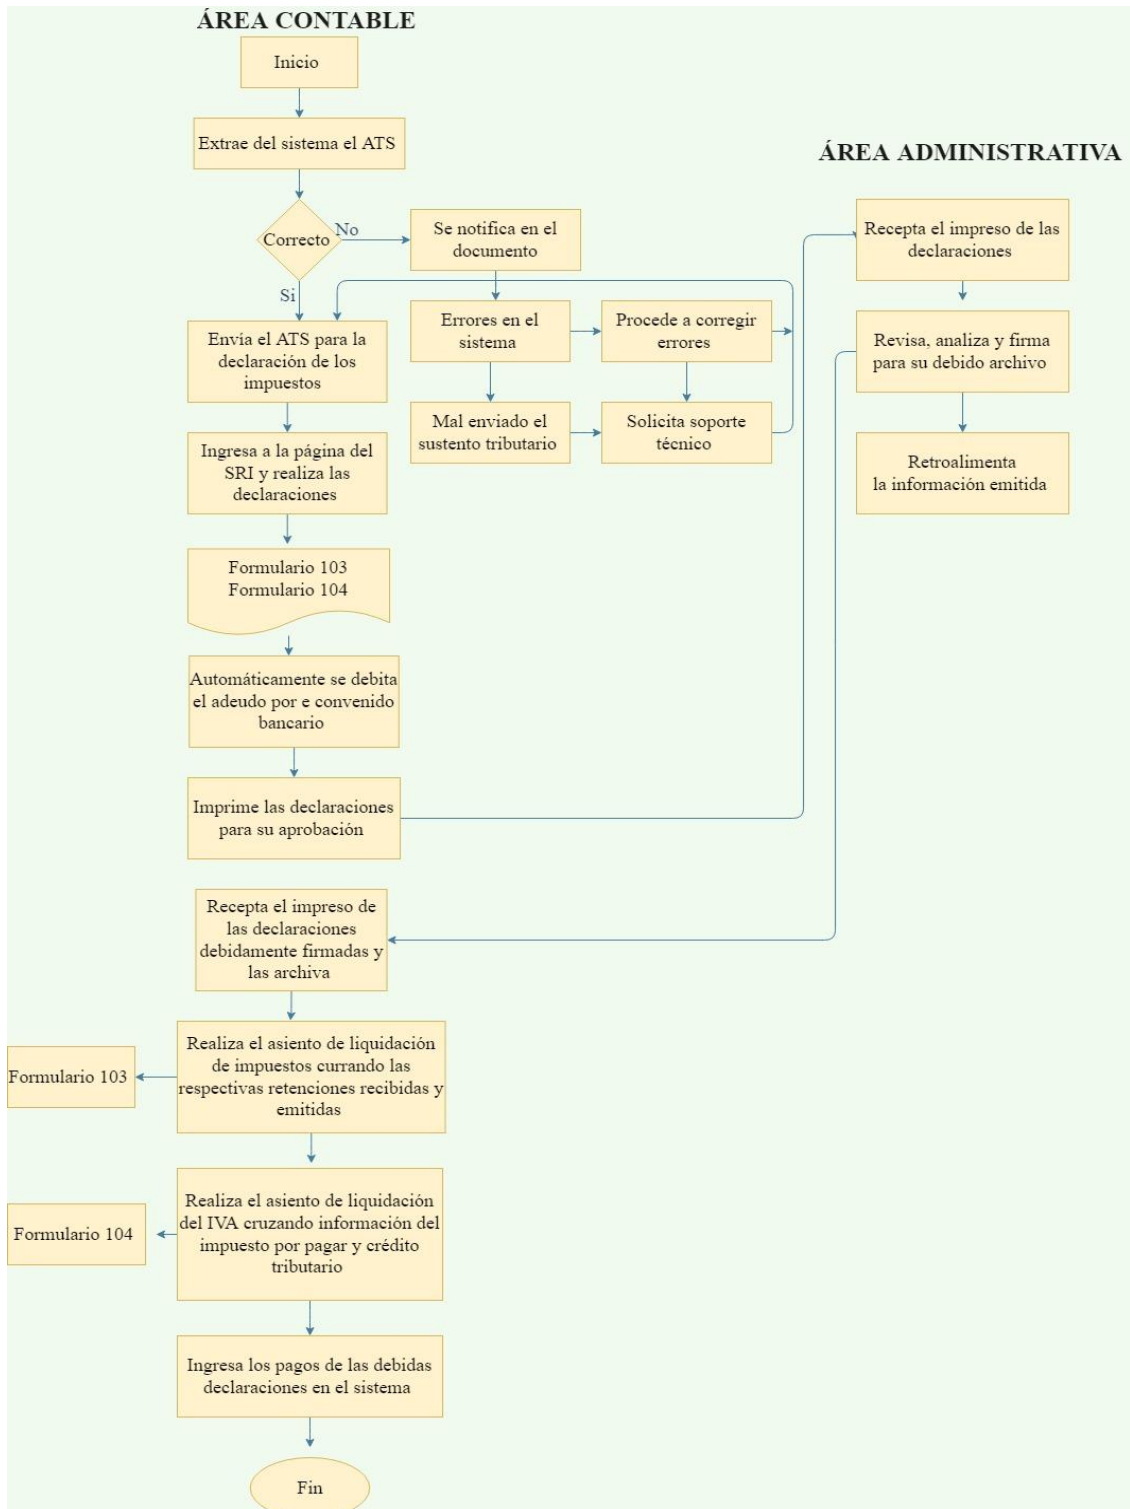 ÁREA CONTABLE
Inicio
Extrae del sistema el ATS
Correcto
No
Si
Se notifica en el
documento
Errores en el
sistema
Procede a corregir
errores
Mal enviado el
sustento tributario
Solicita soporte
técnico
Envía el ATS para la
declaración de los
impuestos
Ingresa a la página del
SRI y realiza las
declaraciones
Formulario 103
Formulario 104
Automáticamente se debita
el adeudo por e convenido
bancario
Imprime las declaraciones
para su aprobación
ÁREA ADMINISTRATIVA
Recepta el impreso de las
declaraciones
Revisa, analiza y firma
para su debido archivo
Retroalimenta
la información emitida
Recepta el impreso de
las declaraciones
debidamente firmadas y
las archiva
Realiza el asiento de liquidación
de impuestos currando las
respectivas retenciones recibidas y
emitidas
Formulario 103
Realiza el asiento de liquidación
del IVA cruzando información del
impuesto por pagar y crédito
tributario
Formulario 104
Ingresa los pagos de las debidas
declaraciones en el sistema
Fin